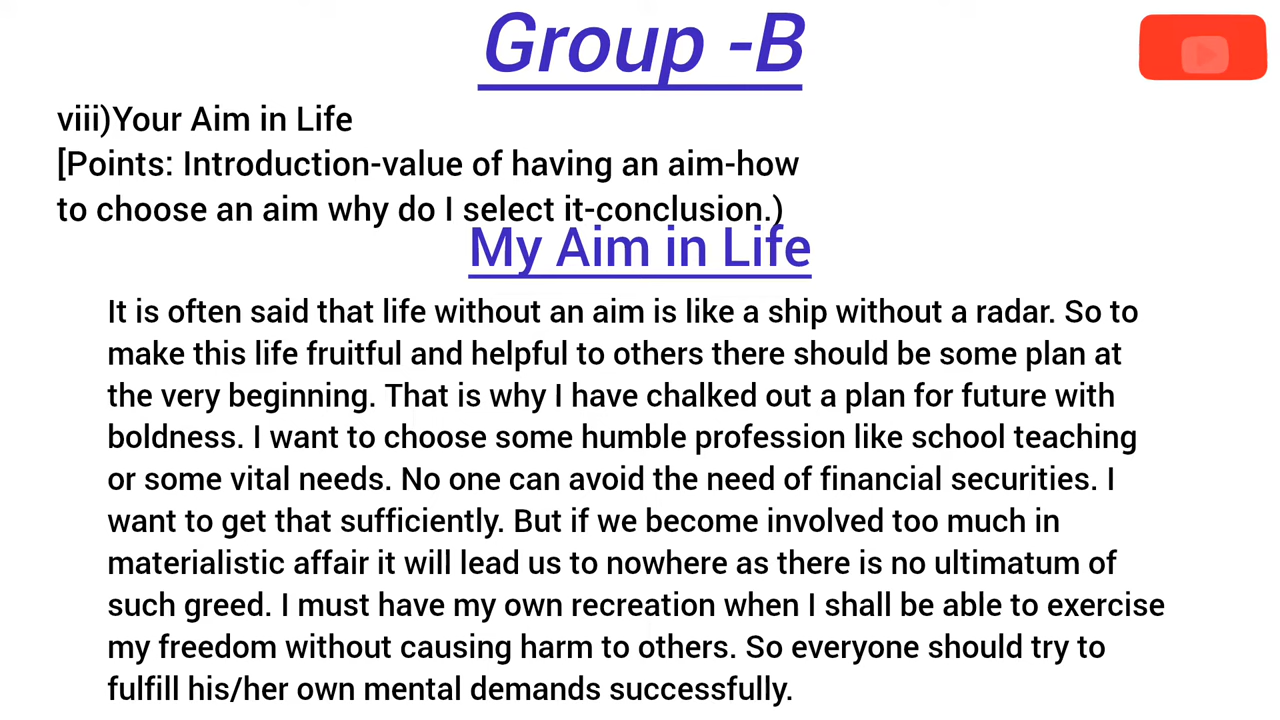 Group -B
viii)Your Aim in Life
[Points: Introduction-value of having an aim-how
to choose an aim why do I select it-conclusion.)
My Aim in Life
It is often said that life without an aim is like a ship without a radar. So to
make this life fruitful and helpful to others there should be some plan at
the very beginning. That is why I have chalked out a plan for future with
boldness. I want to choose some humble profession like school teaching
or some vital needs. No one can avoid the need of financial securities. I
want to get that sufficiently. But if we become involved too much in
materialistic affair it will lead us to nowhere as there is no ultimatum of
such greed. I must have my own recreation when I shall be able to exercise
my freedom without causing harm to others. So everyone should try to
fulfill his/her own mental demands successfully.